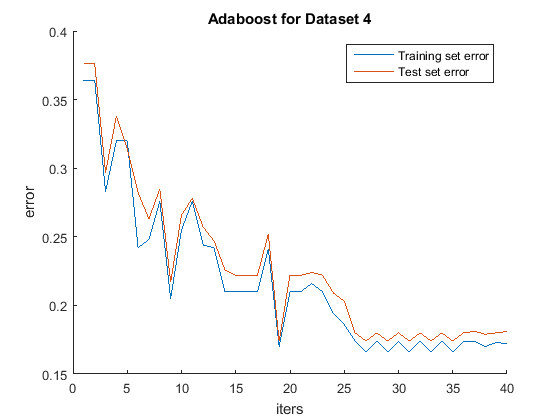 Adaboost for Dataset 4
Training set error
Test set error
0.4
0.35
0.3
0.25
0.2
0.15
error
0 5 10 15 20 25 30 35 40
iters